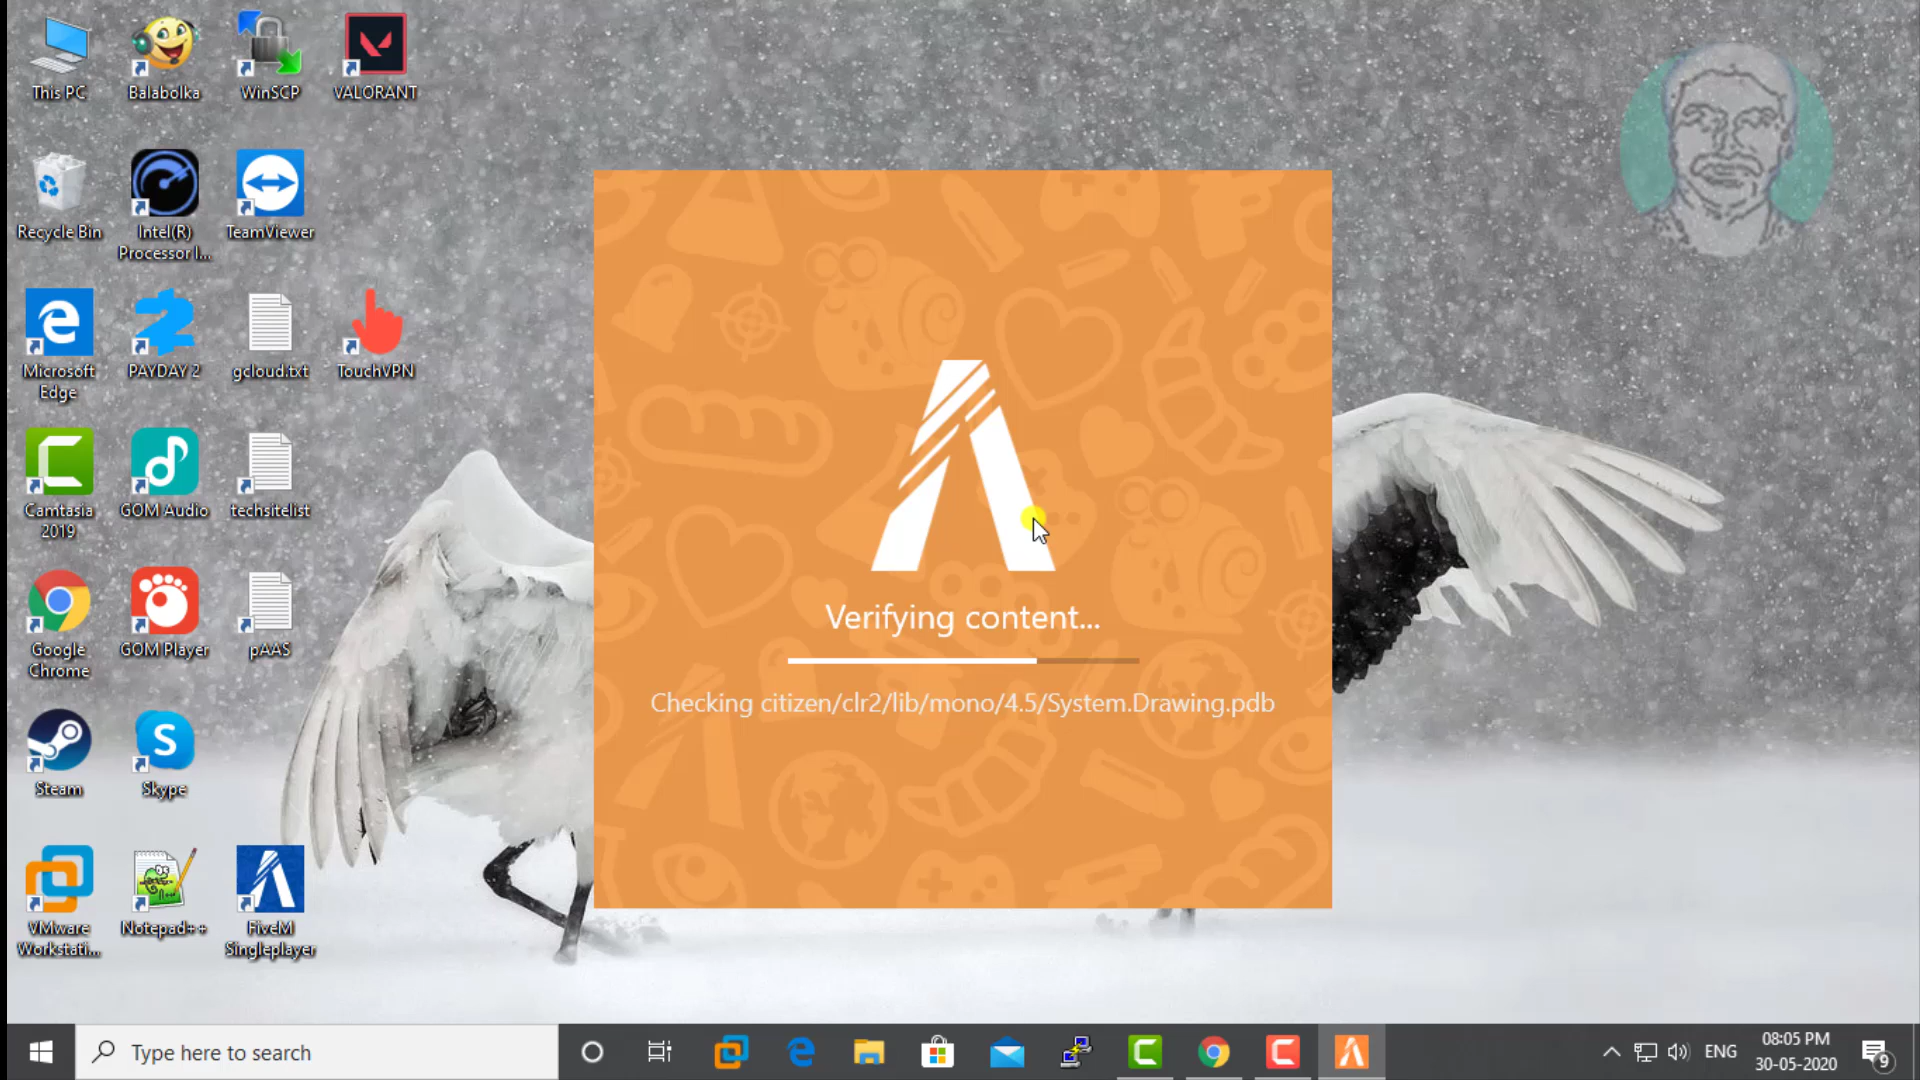 This PC
Balabolka
WinSCP
VALORANT
Recycle Bin
Intel(R)
Processor I...
TeamViewer
Microsoft
Edge
PAYDAY 2
gcloud.txt
TouchVPN
Camtasia
2019
GOM Audio
techsitelist
Google
Chrome
GOM Player
pAAS
Steam
Skype
VMware
Workstati...
Notepad++
FiveM
Singleplayer
Verifying content...
Checking citizen/clr2/lib/mono/4.5/System.Drawing.pdb
Type here to search
ENG
08:05 PM
30-05-2020
9